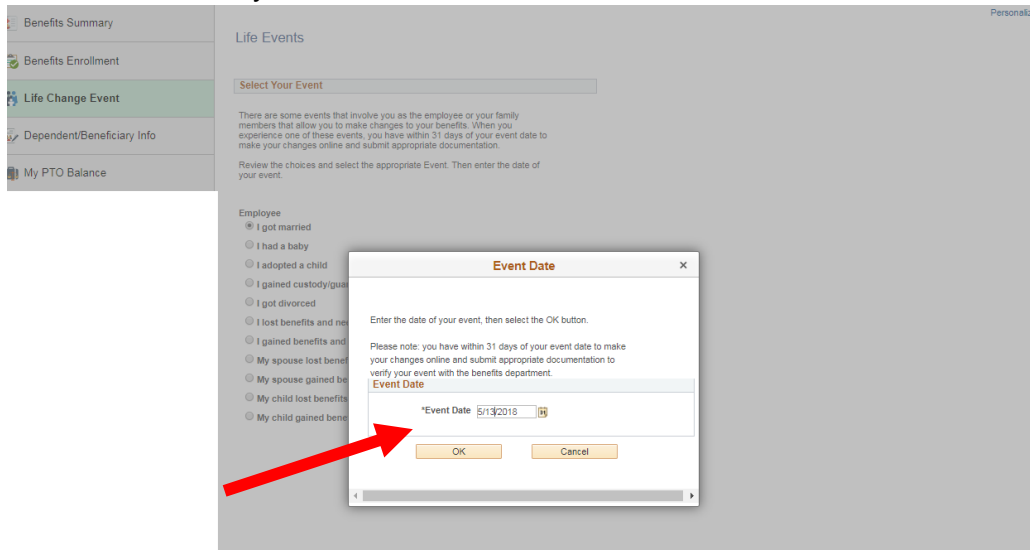 Personaliz
Benefits Summary
Benefits Enrollment
Life Change Event
Dependent/Beneficiary Info
My PTO Balance
Life Events
Select Your Event
There are some events that involve you as the employee or your family
members that allow you to make changes to your benefits. When you
experience one of these events, you have within 31 days of your event date to
make your changes online and submit appropriate documentation.
Review the choices and select the appropriate Event. Then enter the date of
your event.
Employee
I got married
I had a baby
I adopted a child
I gained custody/guar
I got divorced
I lost benefits and nee
I gained benefits and
My spouse lost benef
My spouse gained be
My child lost benefits
My child gained bene
Event Date
×
Enter the date of your event, then select the OK button.
Please note: you have within 31 days of your event date to make
your changes online and submit appropriate documentation to
verify your event with the benefits department.
Event Date
*Event Date 5/13/2018
OK Cancel